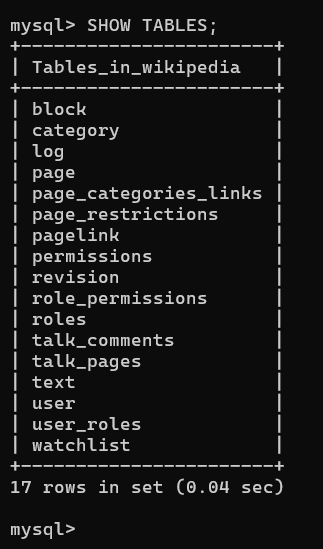 mysql> SHOW TABLES;
+------------------------+
| Tables_in_wikipedia    |
+------------------------+
| block                  |
| category               |
| log                    |
| page                   |
| page_categories_links  |
| page_restrictions      |
| pagelink               |
| permissions            |
| revision               |
| role_permissions       |
| roles                  |
| talk_comments          |
| talk_pages             |
| text                   |
| user                   |
| user_roles             |
| watchlist              |
+------------------------+
17 rows in set (0.04 sec)
mysql>